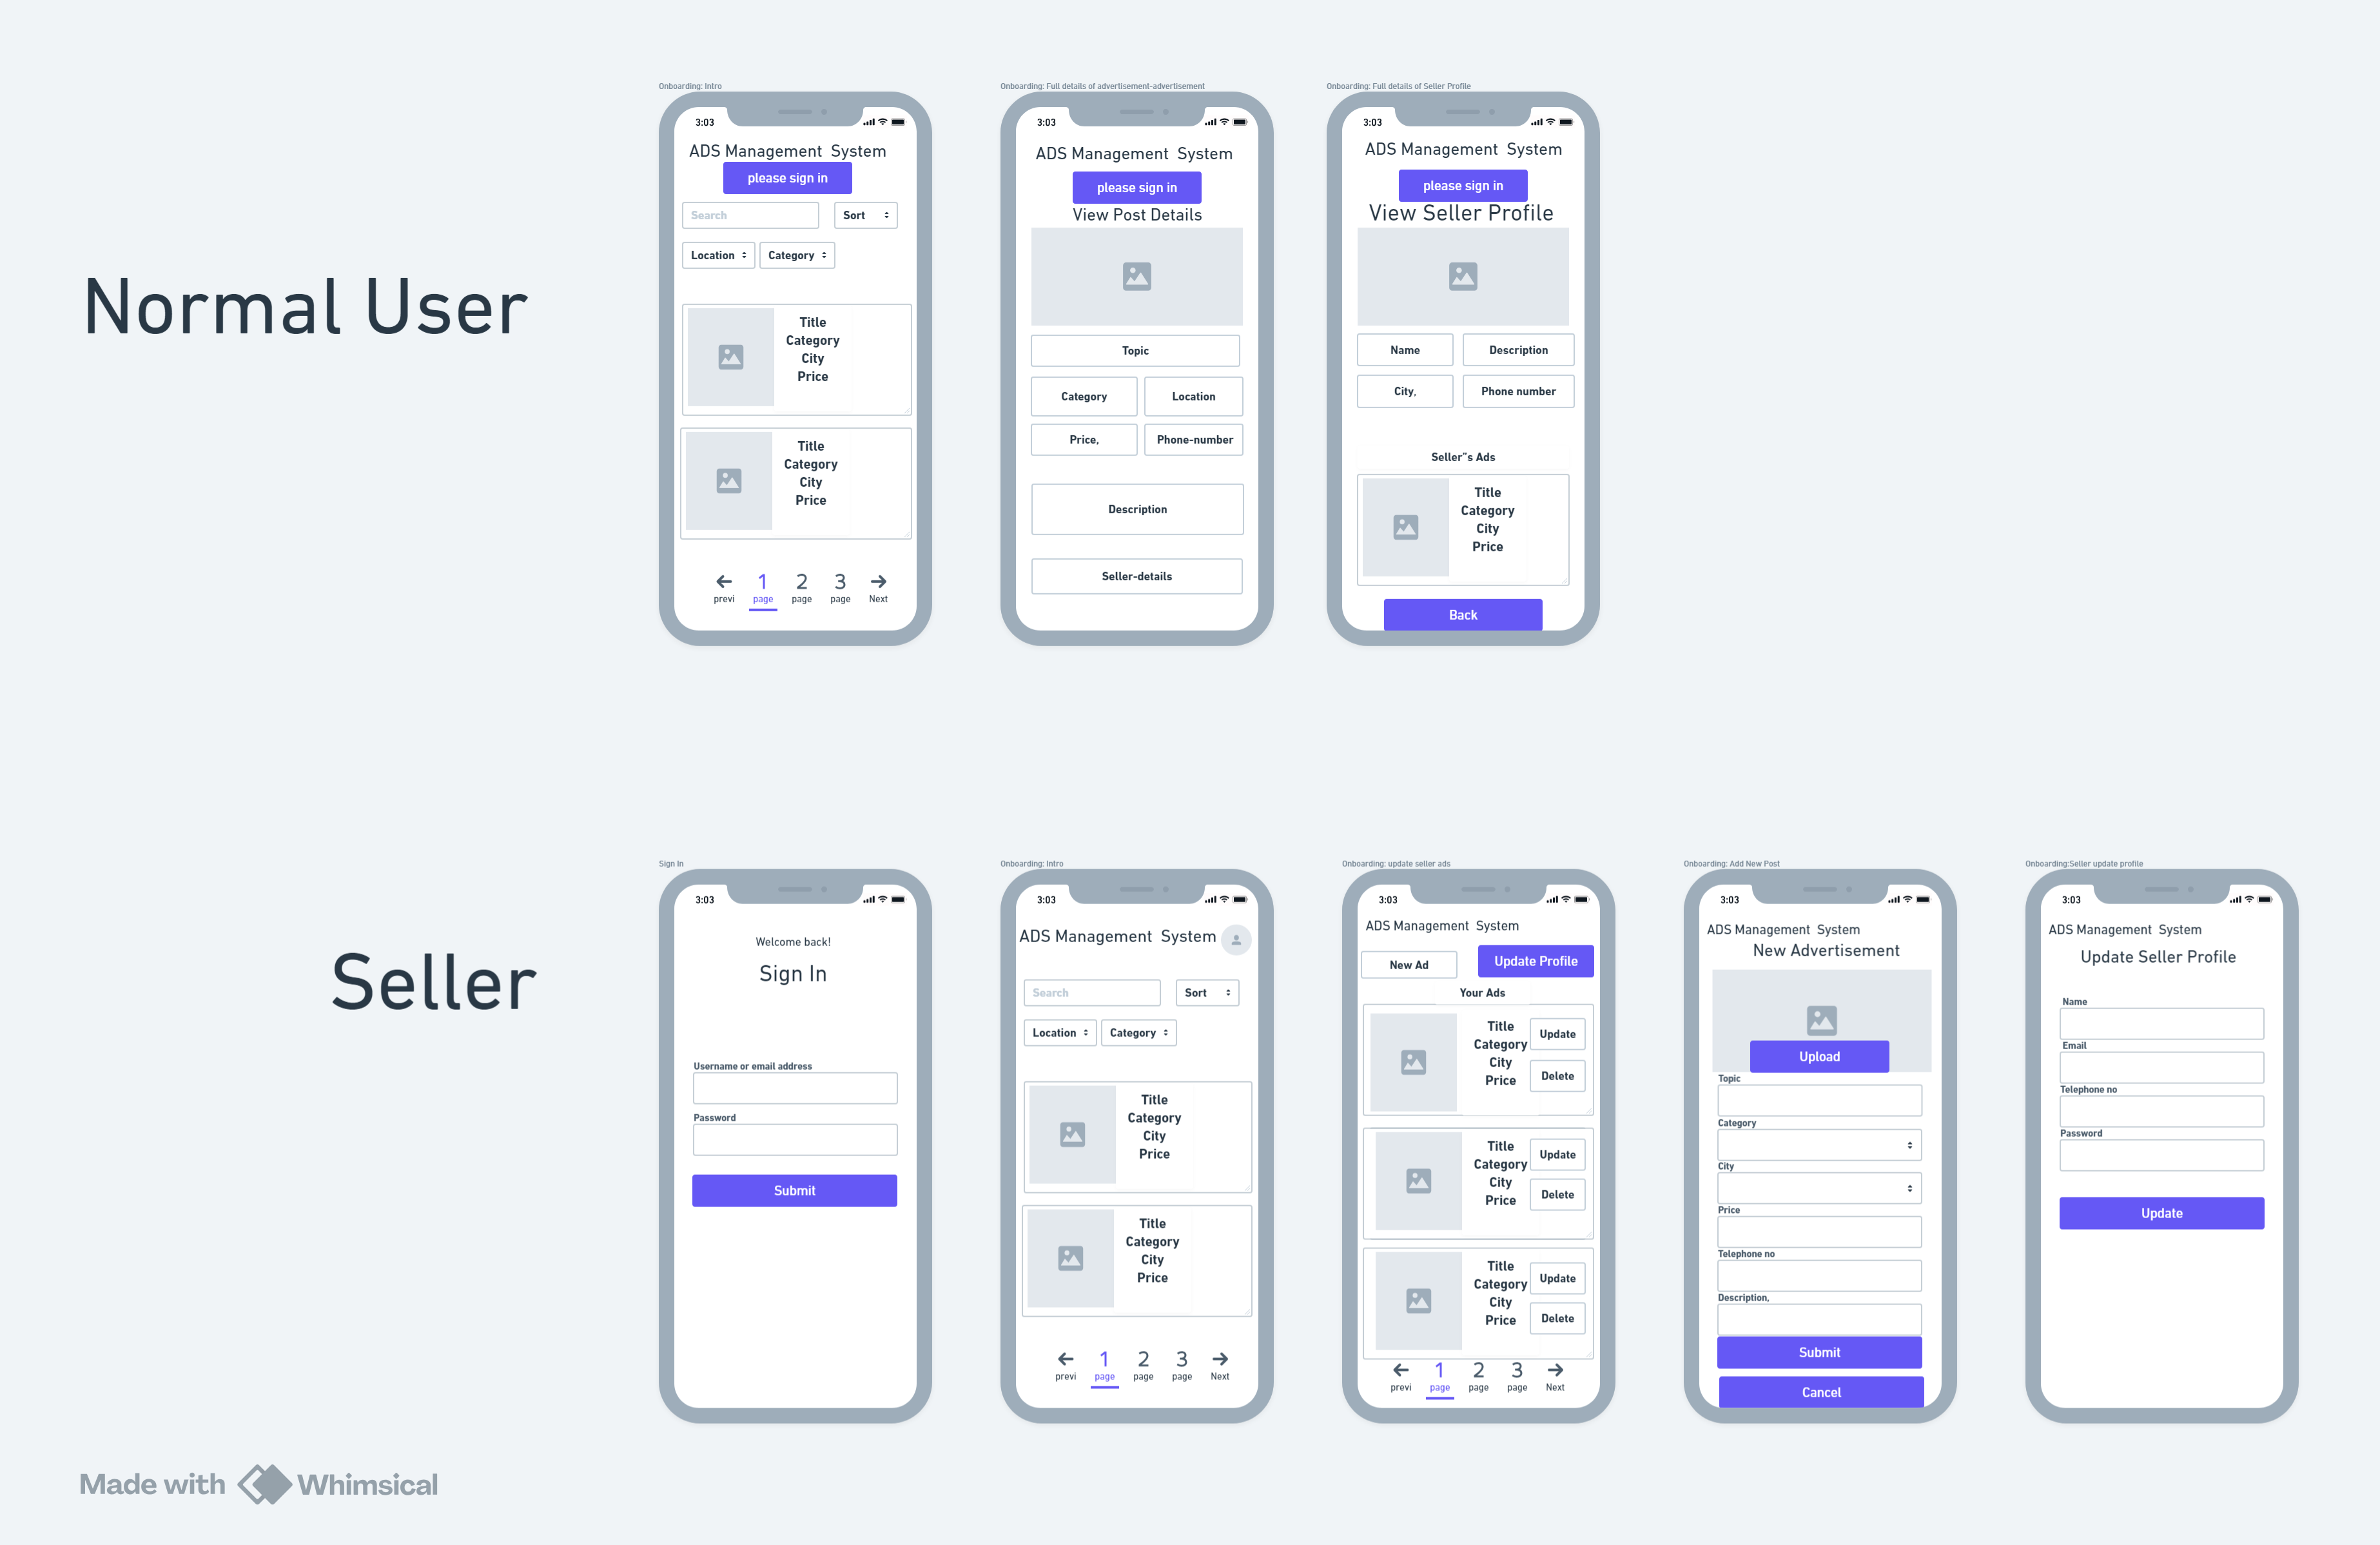 Normal User
Onboarding: Intro
3:03
ADS Management System
please sign in
Search
Sort
Location
Category
Title
Category
City
Price
Title
Category
City
Price
1
2
3
previ
page
page
page
Next
Onboarding: Full details of advertisement-advertisement
3:03
ADS Management System
please sign in
View Post Details
Topic
Category
Location
Price,
Phone-number
Description
Seller-details
Onboarding: Full details of Seller Profile
3:03
ADS Management System
please sign in
View Seller Profile
Name
Description
City,
Phone number
Seller"s Ads
Title
Category
City
Price
Back
Seller
Sign In
3:03
Welcome back!
Sign In
Username or email address
Password
Submit
Onboarding: Intro
3:03
ADS Management System
Search
Sort
Location
Category
Title
Category
City
Price
Title
Category
City
Price
1
2
3
previ
page
page
page
Next
Onboarding: update seller ads
3:03
ADS Management System
New Ad
Update Profile
Your Ads
Title
Category
City
Price
Update
Delete
Title
Category
City
Price
Update
Delete
Title
Category
City
Price
Update
Delete
1
2
3
previ
page
page
page
Next
Onboarding: Add New Post
3:03
ADS Management System
New Advertisement
Upload
Topic
Category
City
Price
Telephone no
Description,
Submit
Cancel
Onboarding:Seller update profile
3:03
ADS Management System
Update Seller Profile
Name
Email
Telephone no
Password
Update
Made with Whimsical